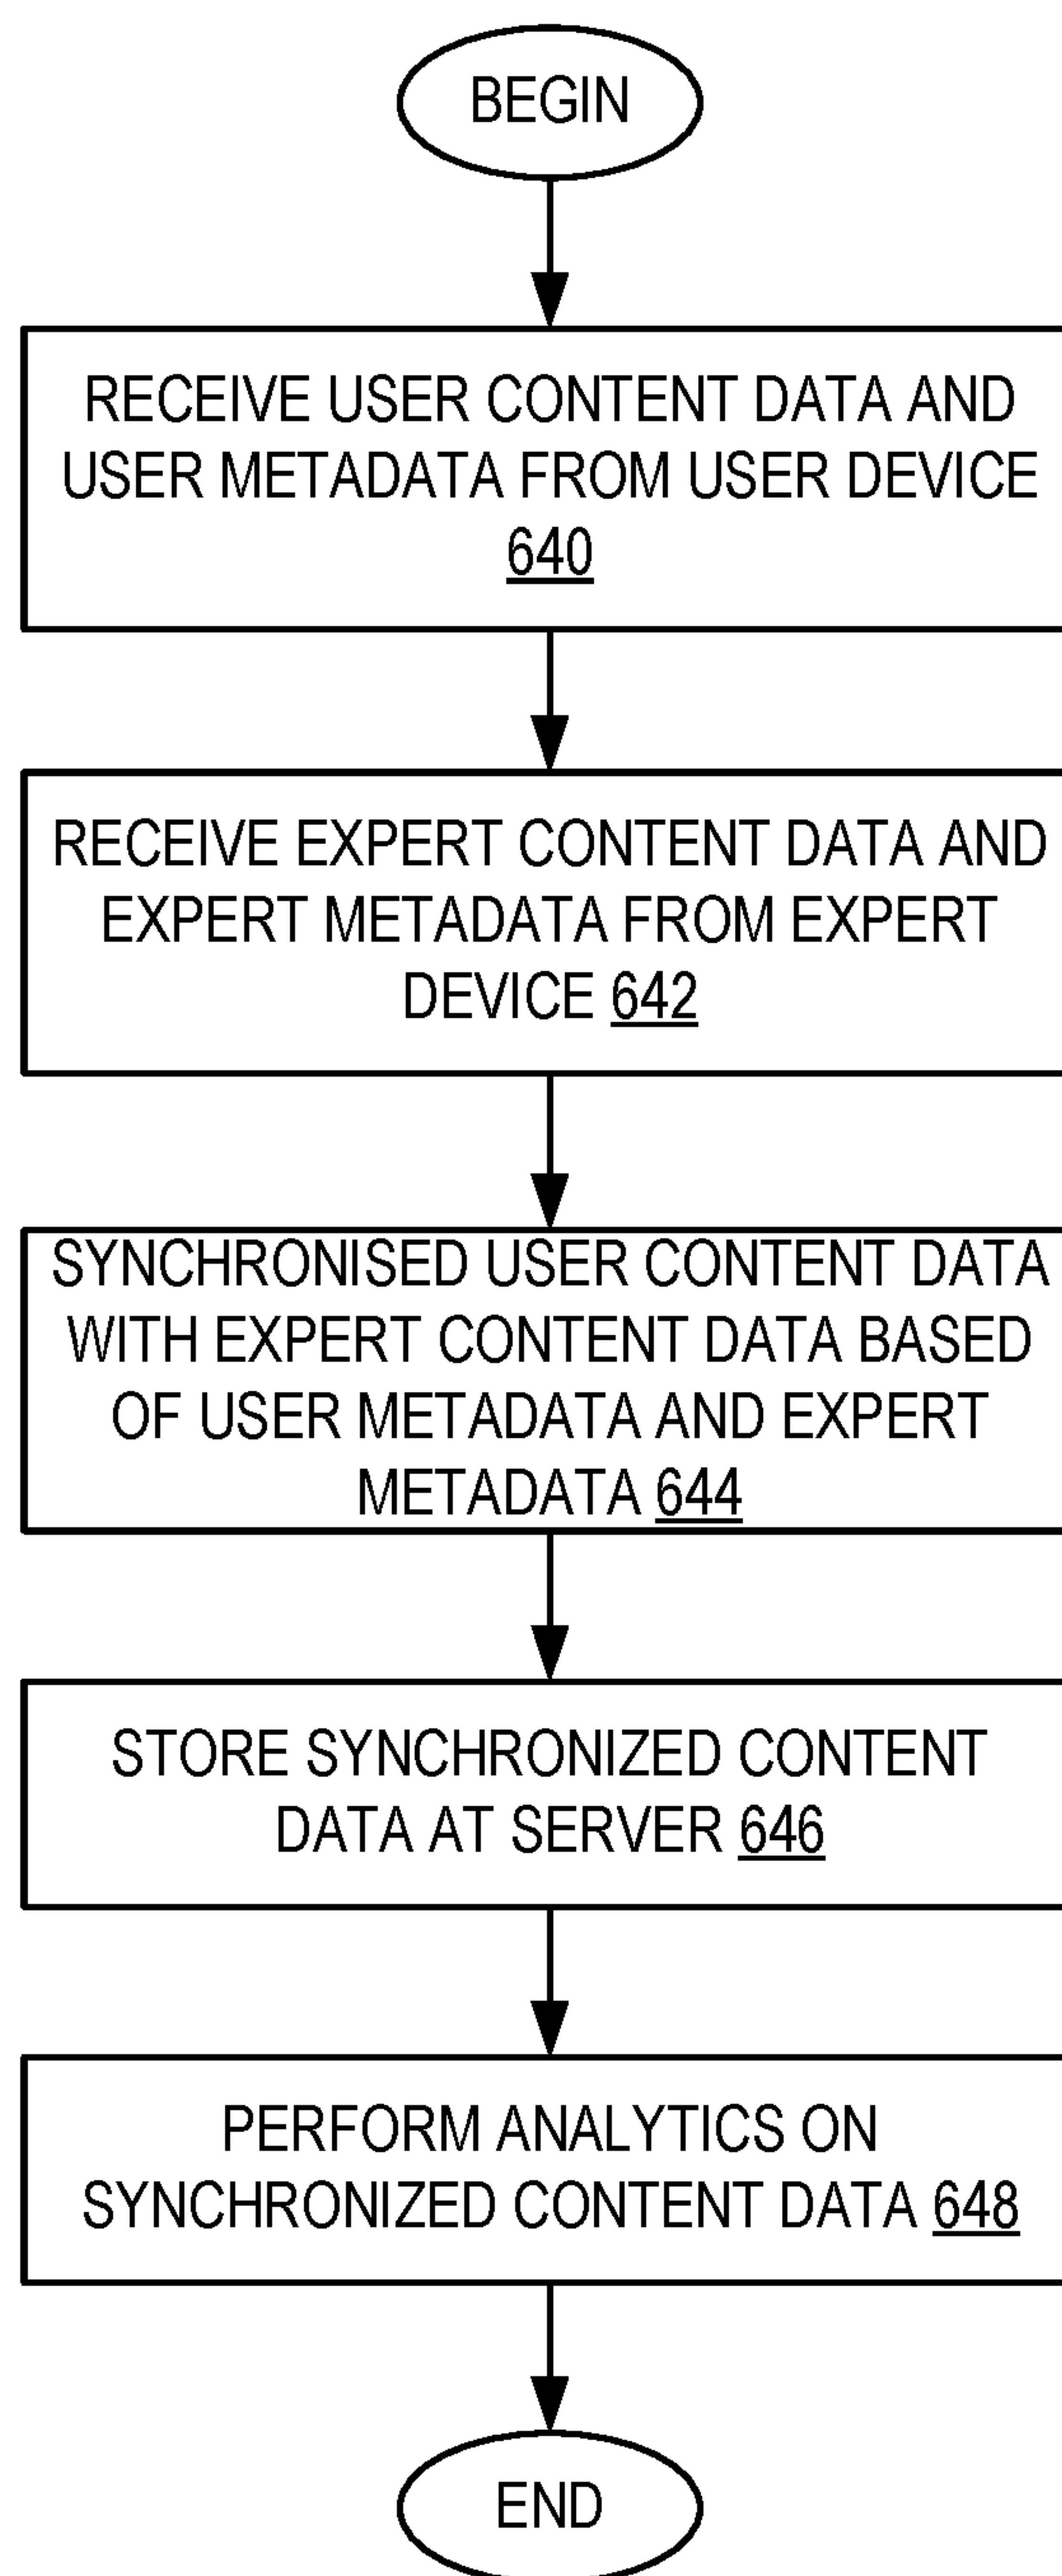 BEGIN
RECEIVE USER CONTENT DATA AND
USER METADATA FROM USER DEVICE
640
RECEIVE EXPERT CONTENT DATA AND
EXPERT METADATA FROM EXPERT
DEVICE 642
SYNCHRONISED USER CONTENT DATA
WITH EXPERT CONTENT DATA BASED
OF USER METADATA AND EXPERT
METADATA 644
STORE SYNCHRONIZED CONTENT
DATA AT SERVER 646
PERFORM ANALYTICS ON
SYNCHRONIZED CONTENT DATA 648
END